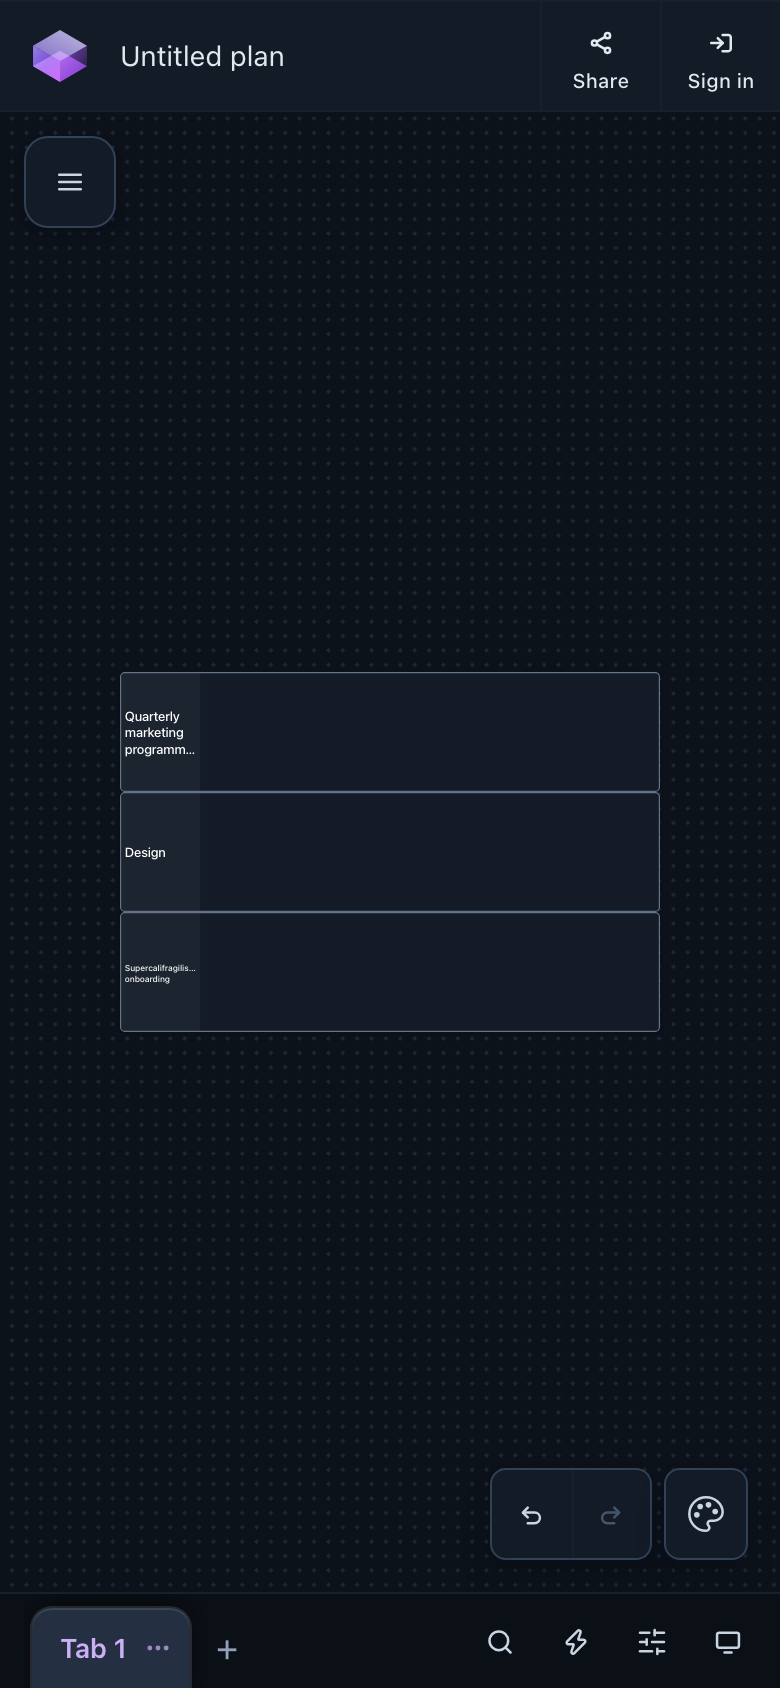 Untitled plan
Share
Sign in
Quarterly
marketing
programm...
Design
Supercalifragilis...
onboarding
Tab 1